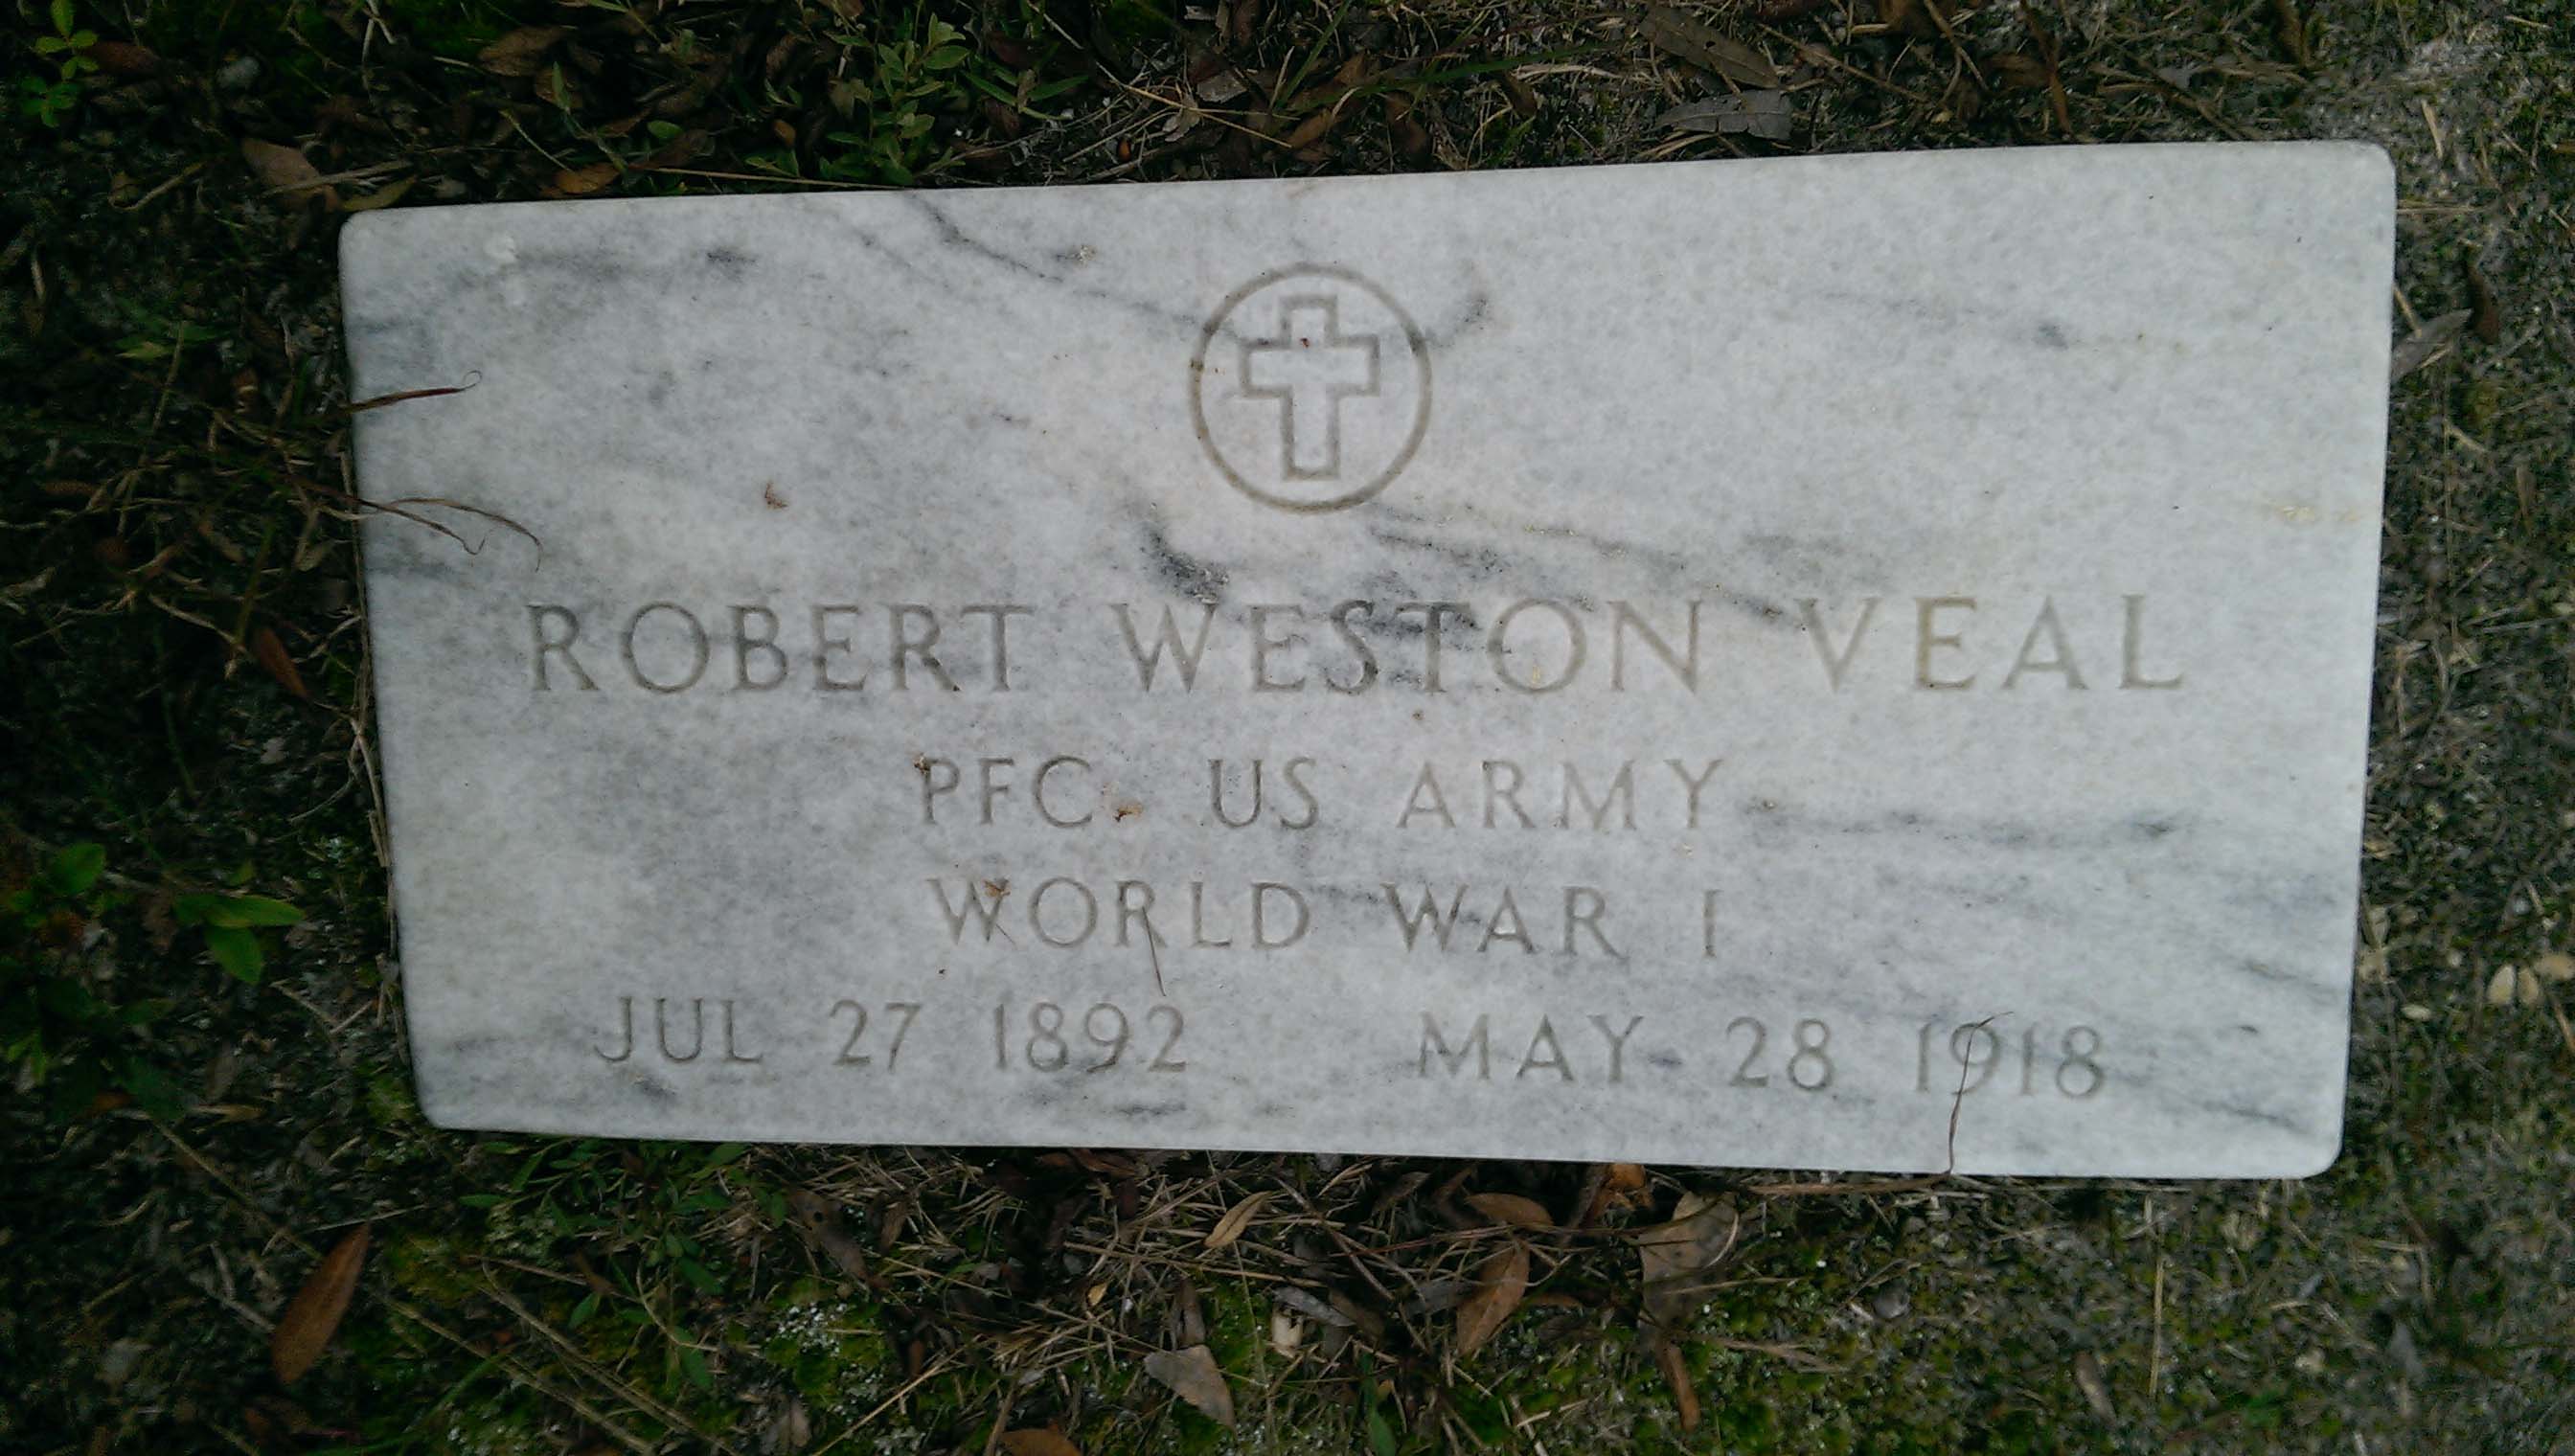 ROBERT WESTON VEAL
PFC US ARMY
WORLD WAR I
JUL 27 1892 MAY 28 1918